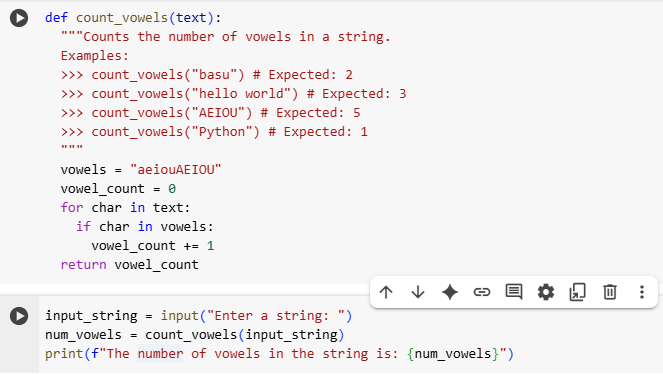 def count_vowels(text):
  """Counts the number of vowels in a string.
  Examples:
  >>> count_vowels("basu") # Expected: 2
  >>> count_vowels("hello world") # Expected: 3
  >>> count_vowels("AEIOU") # Expected: 5
  >>> count_vowels("Python") # Expected: 1
  """
  vowels = "aeiouAEIOU"
  vowel_count = 0
  for char in text:
    if char in vowels:
      vowel_count += 1
  return vowel_count
input_string = input("Enter a string: ")
num_vowels = count_vowels(input_string)
print(f"The number of vowels in the string is: {num_vowels}")